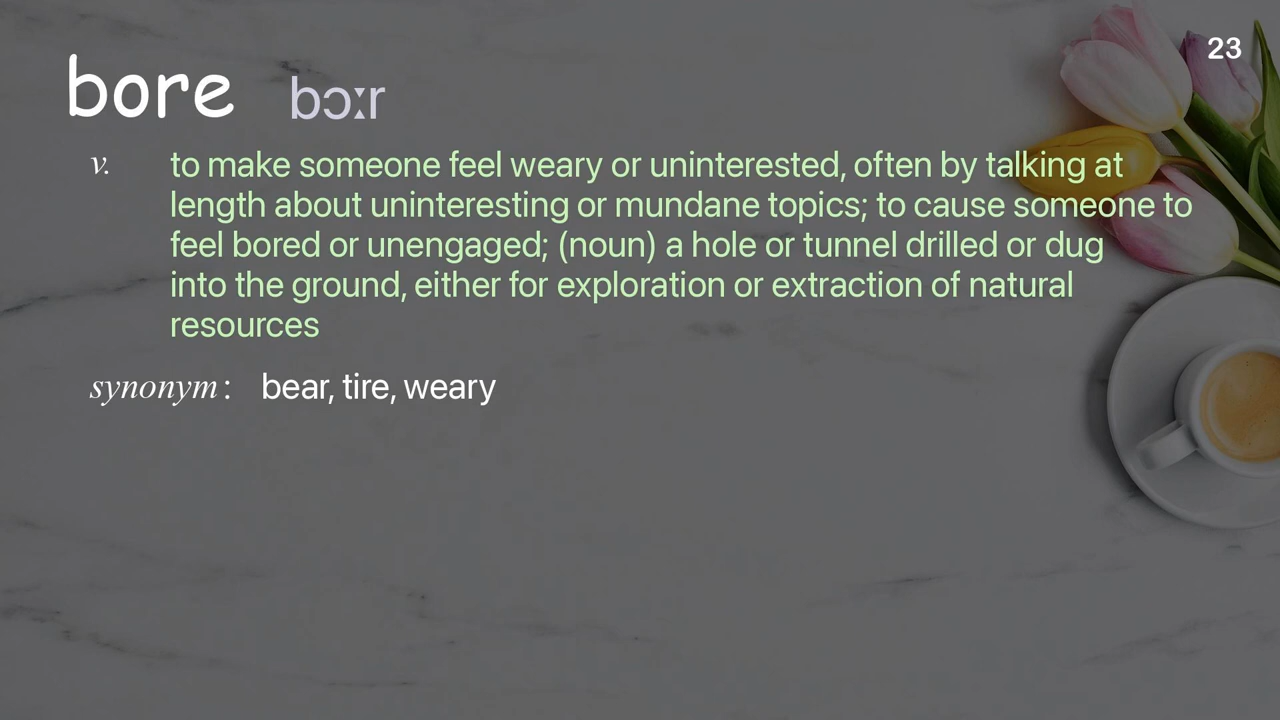 23
bore bɔːr
v. to make someone feel weary or uninterested, often by talking at
length about uninteresting or mundane topics; to cause someone to
feel bored or unengaged; (noun) a hole or tunnel drilled or dug
into the ground, either for exploration or extraction of natural
resources
synonym: bear, tire, weary